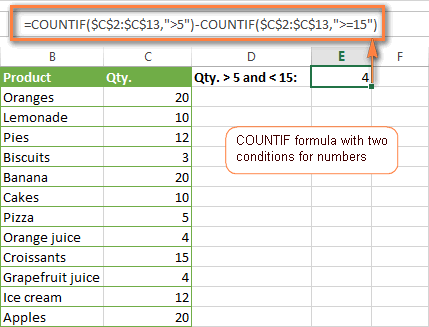 =COUNTIF($C$2:$C$13,">5")-COUNTIF($C$2:$C$13,">=15")
B C D E F
Product Qty. Qty. > 5 and < 15: 4
Oranges 20
Lemonade 10
Pies 12
Biscuits 3
Banana 20
Cakes 10
Pizza 5
Orange juice 4
Croissants 15
Grapefruit juice 4
Ice cream 12
Apples 20
COUNTIF formula with two
conditions for numbers